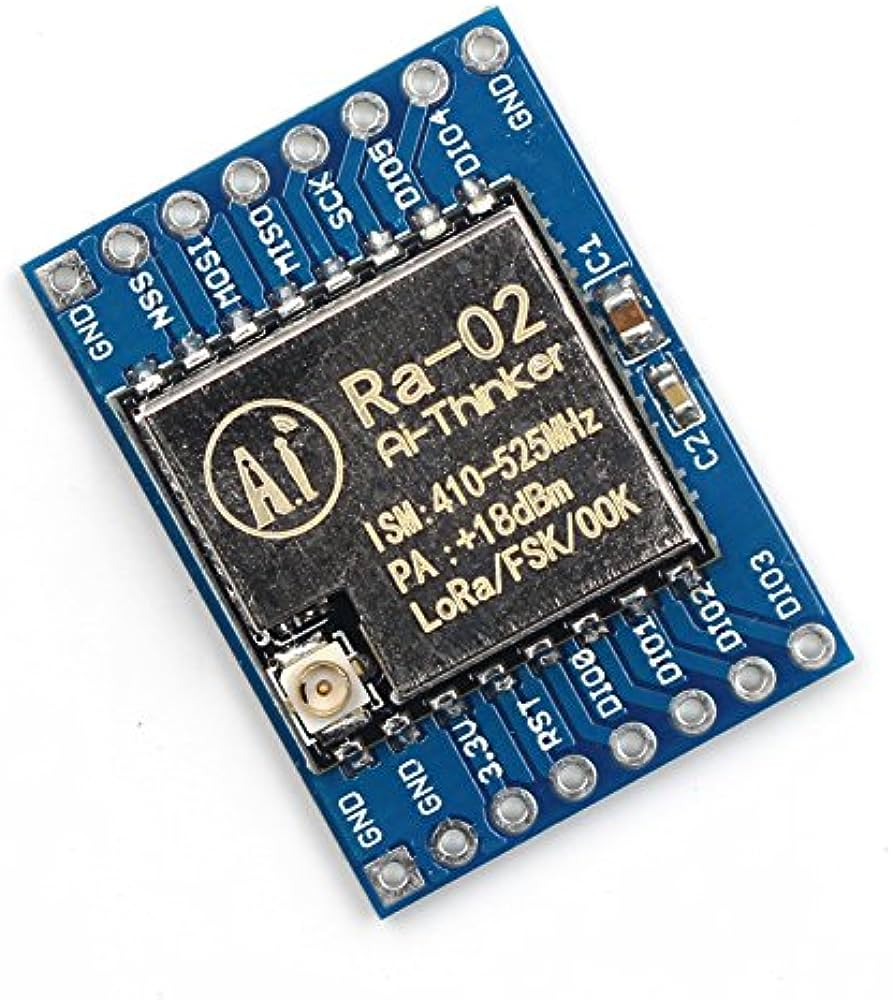 GND
NSS
MOSI
MISO
SCK
DIO5
DIO4
GND
C1
C2
Ai
Ra-02
Ai-Thinker
ISM:410-525MHz
PA :+18dBm
LoRa/FSK/OOK
GND
GND
3.3V
RST
DIO0
DIO1
DIO2
DIO3